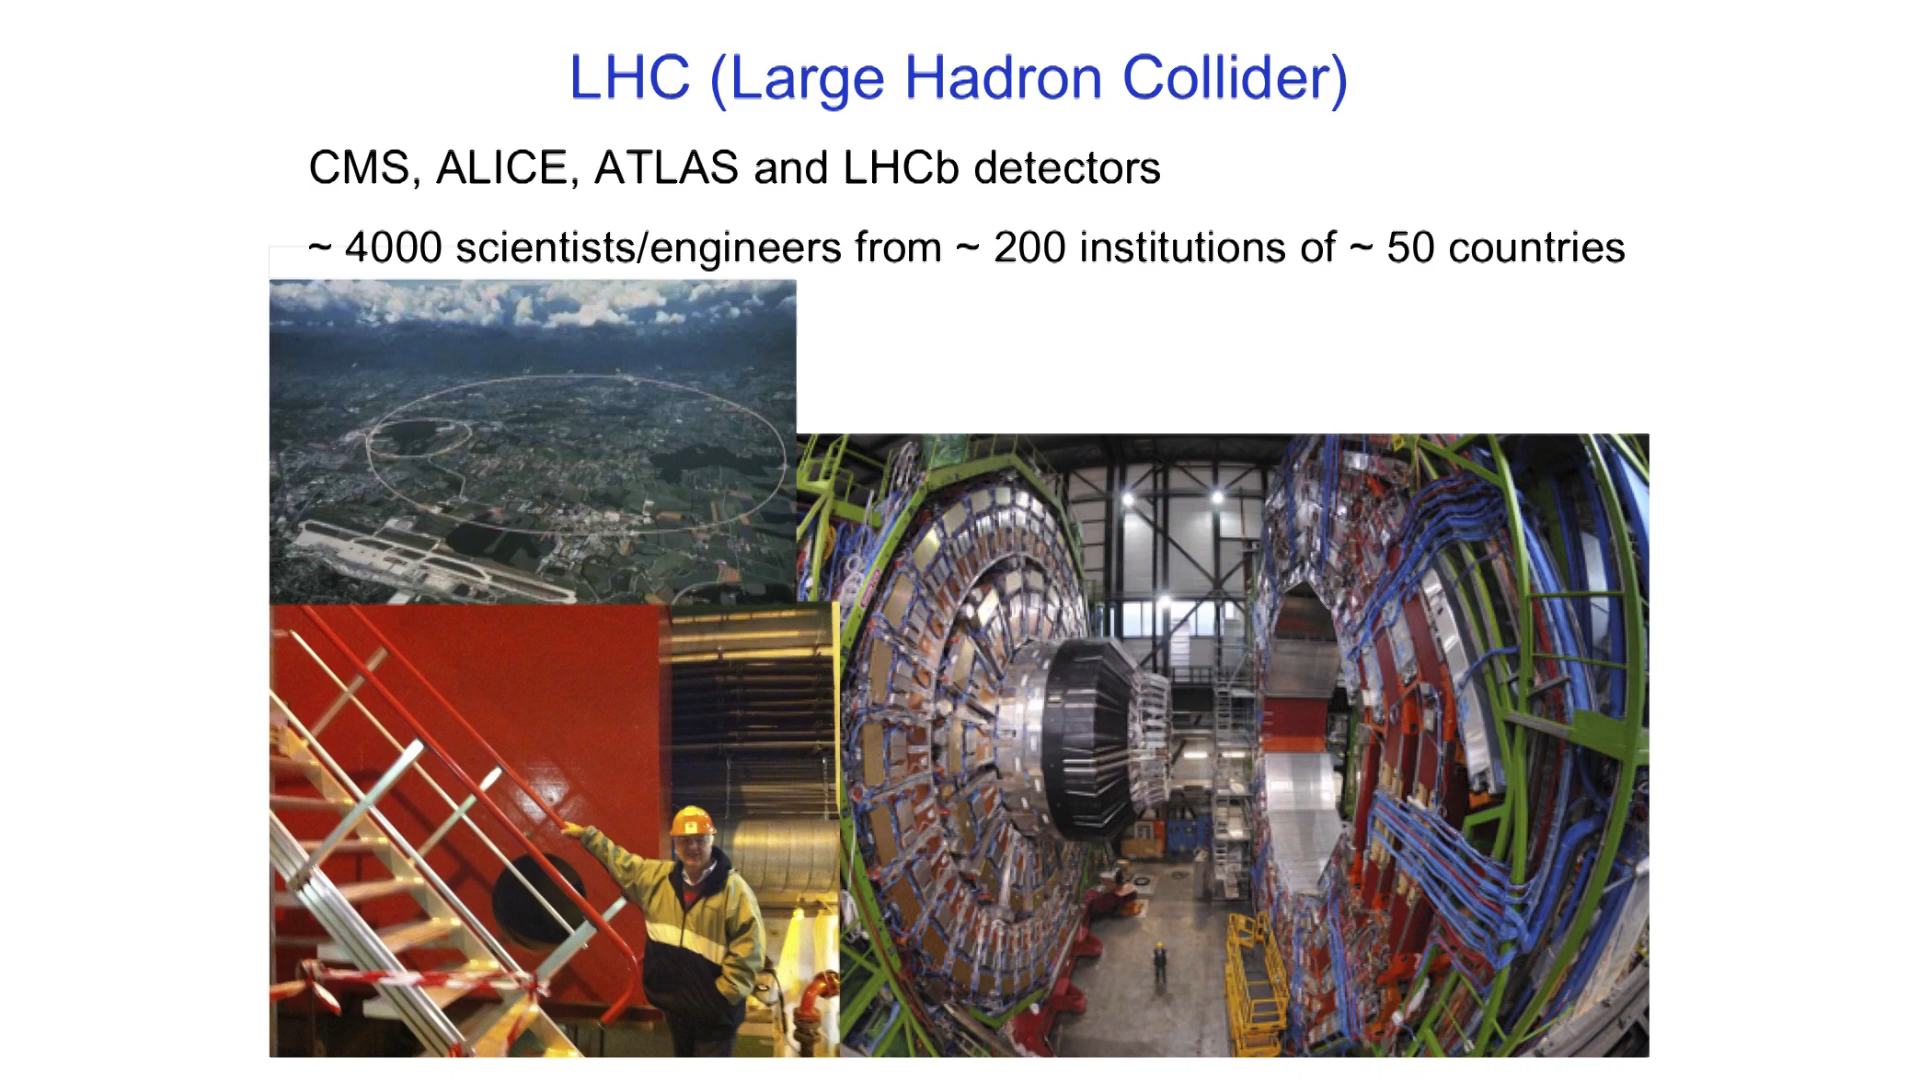 LHC (Large Hadron Collider)
CMS, ALICE, ATLAS and LHCb detectors
~ 4000 scientists/engineers from ~ 200 institutions of ~ 50 countries